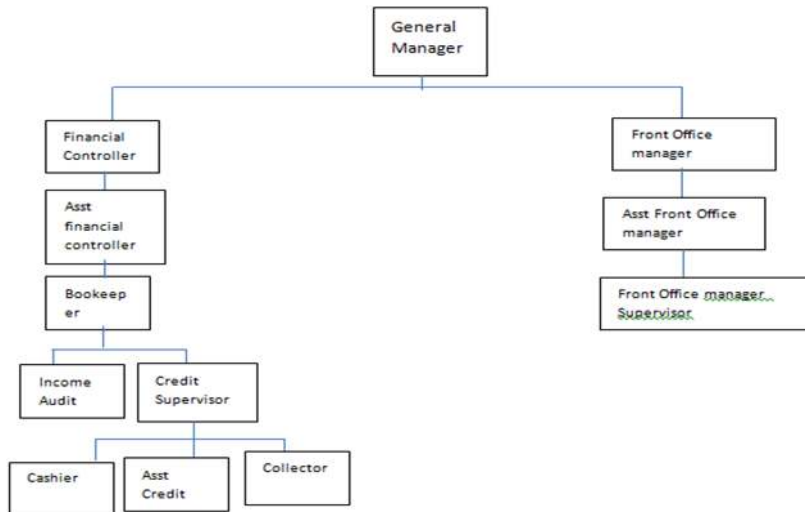 General
Manager
Financial
Controller
Front Office
manager
Asst
financial
controller
Asst Front Office
manager
Bookeep
er
Front Office manager
Supervisor
Income
Audit
Credit
Supervisor
Cashier
Asst
Credit
Collector